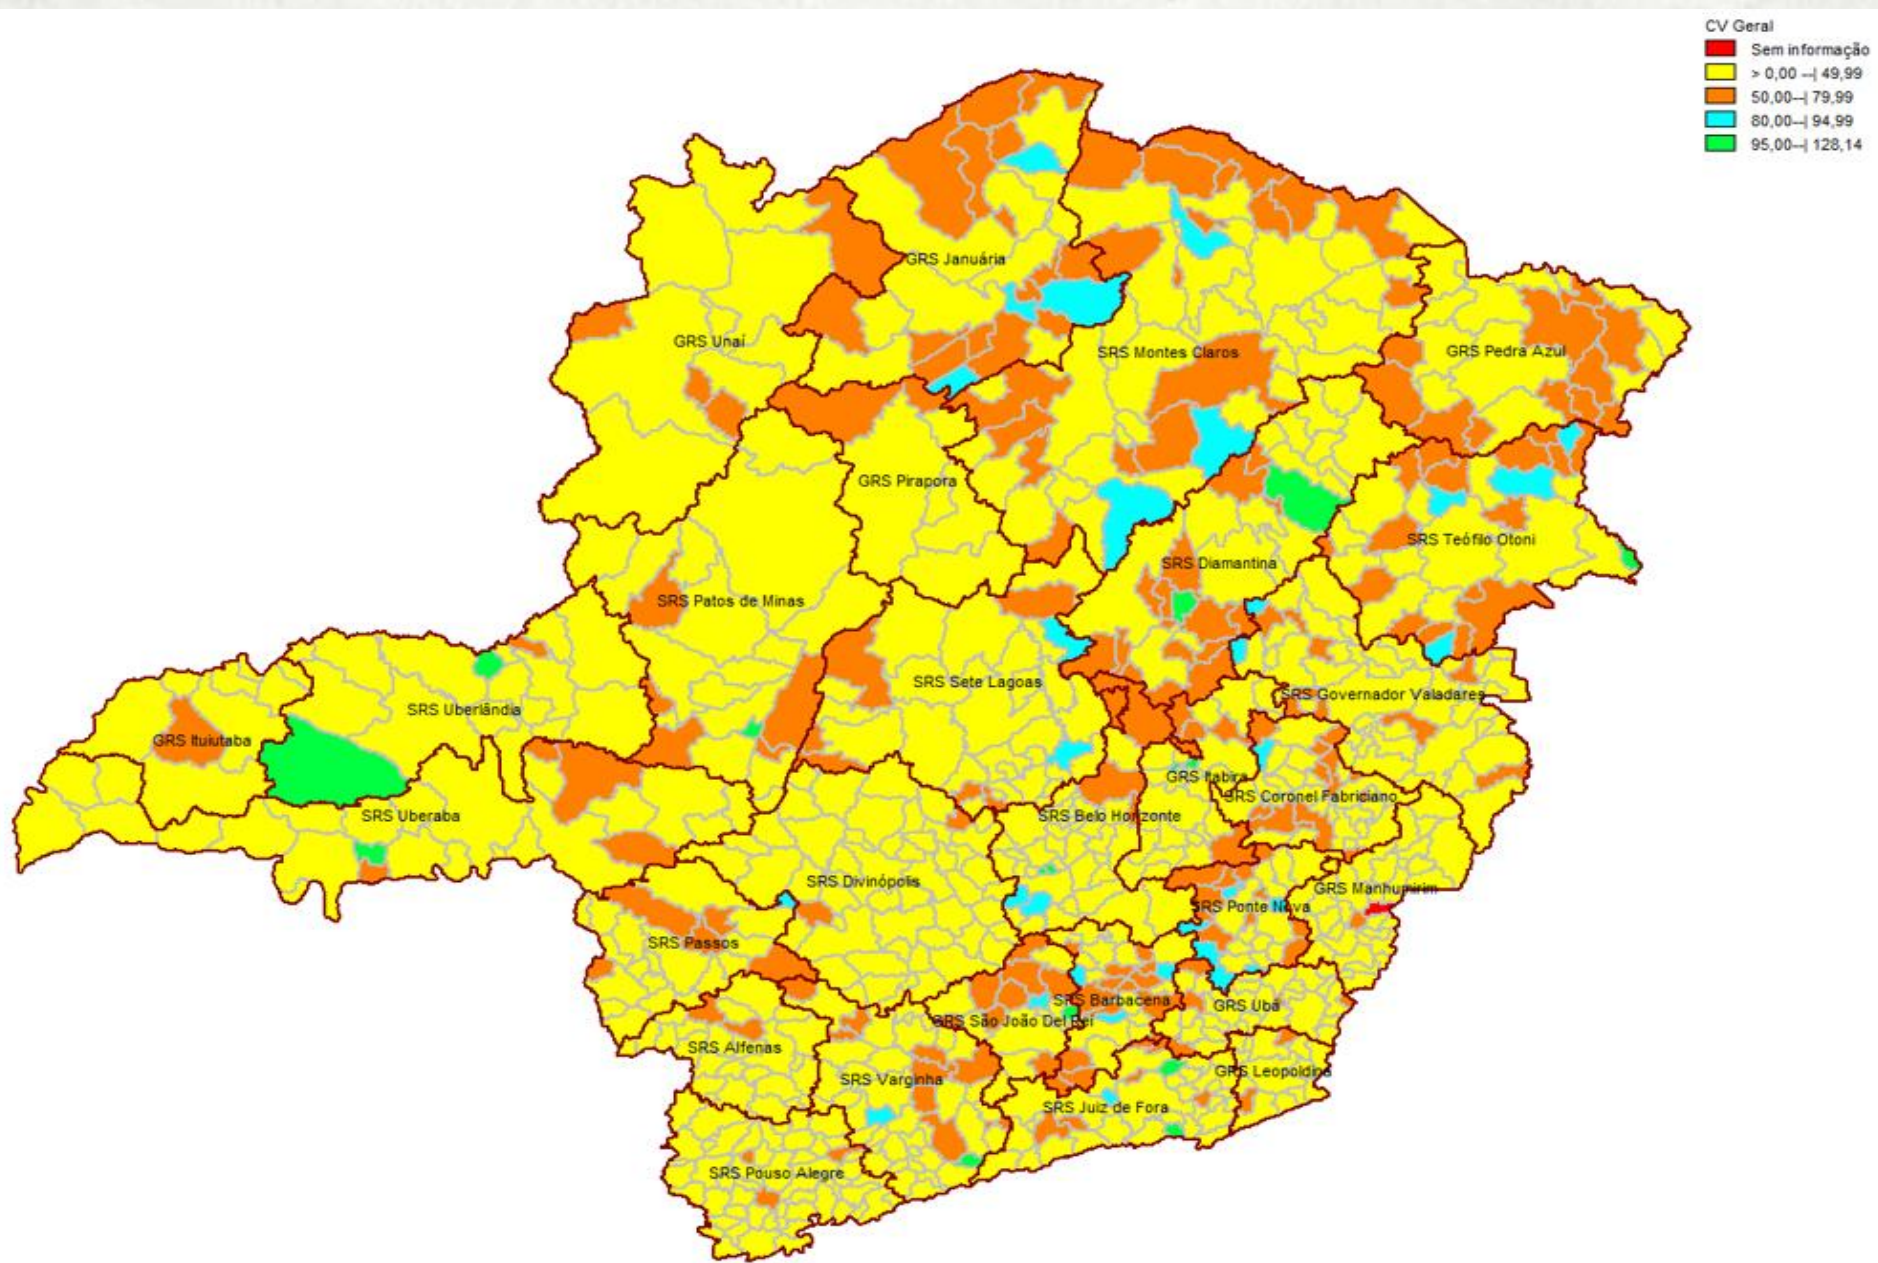 CV Geral
Sem informação
> 0,00 --| 49,99
50,00--| 79,99
80,00--| 94,99
95,00--| 128,14
GRS Januária
GRS Unaí
SRS Montes Claros
GRS Pedra Azul
GRS Pirapora
SRS Teófilo Otoni
SRS Diamantina
SRS Patos de Minas
SRS Sete Lagoas
SRS Governador Valadares
SRS Uberlândia
GRS Ituiutaba
GRS Itabira
SRS Coronel Fabriciano
SRS Uberaba
SRS Belo Horizonte
SRS Divinópolis
GRS Manhumirim
SRS Ponte Nova
SRS Passos
SRS Barbacena
GRS Ubá
GRS São João Del Rei
SRS Alfenas
GRS Leopoldina
SRS Varginha
SRS Juiz de Fora
SRS Pouso Alegre